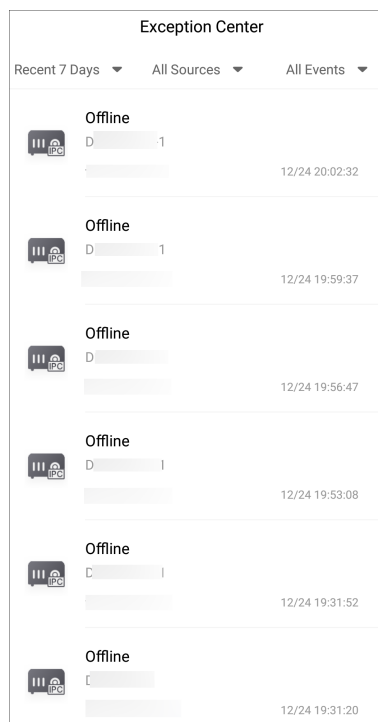 Exception Center
Recent 7 Days All Sources All Events
Offline
IPC
D -1
12/24 20:02:32
Offline
IPC
D 1
12/24 19:59:37
Offline
IPC
D
12/24 19:56:47
Offline
IPC
D
12/24 19:53:08
Offline
IPC
D
12/24 19:31:52
Offline
IPC
12/24 19:31:20